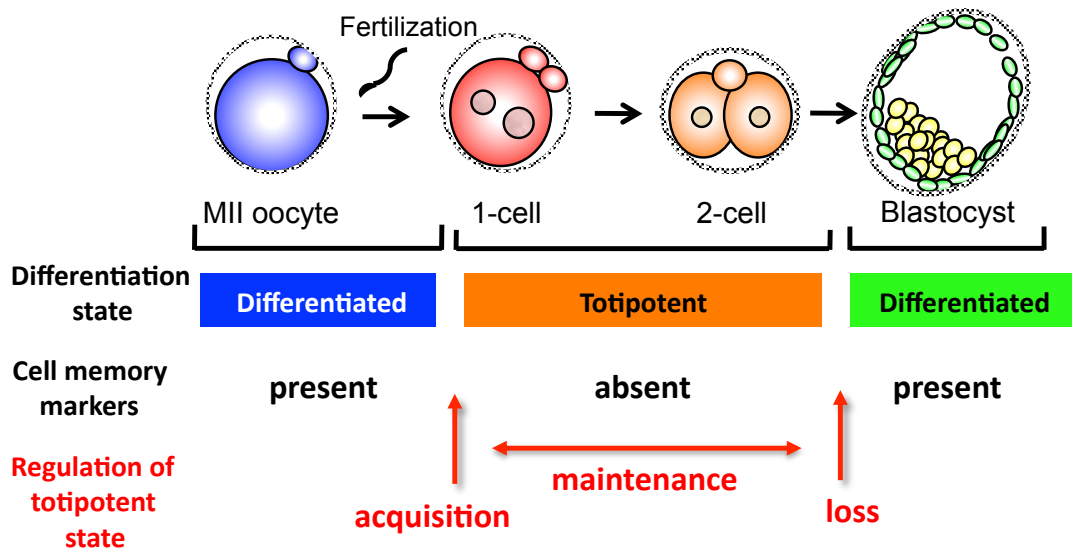 Fertilization
MII oocyte
1-cell
2-cell
Blastocyst
Differentiation
state
Differentiated
Totipotent
Differentiated
Cell memory
markers
present
absent
present
Regulation of
totipotent
state
acquisition
maintenance
loss